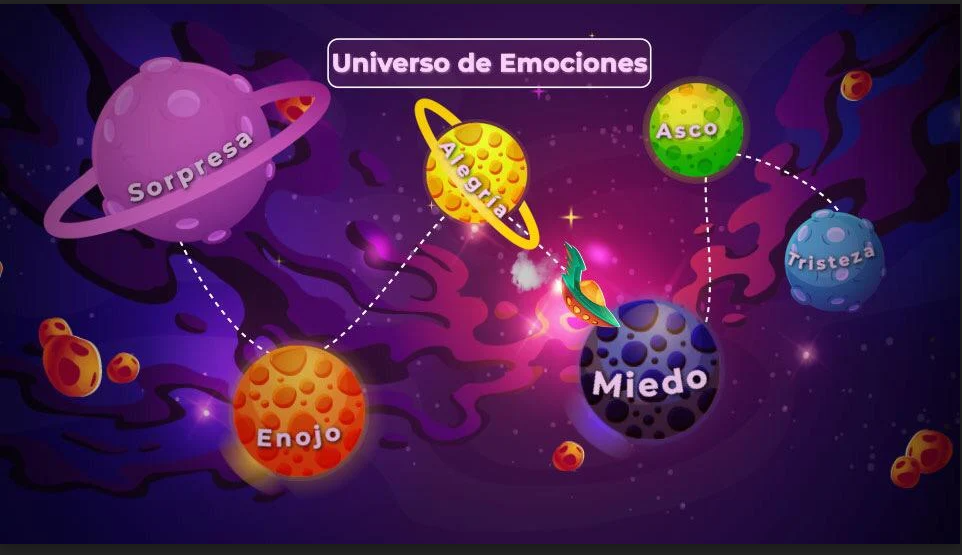 Universo de Emociones
Sorpresa
Alegría
Asco
Tristeza
Enojo
Miedo